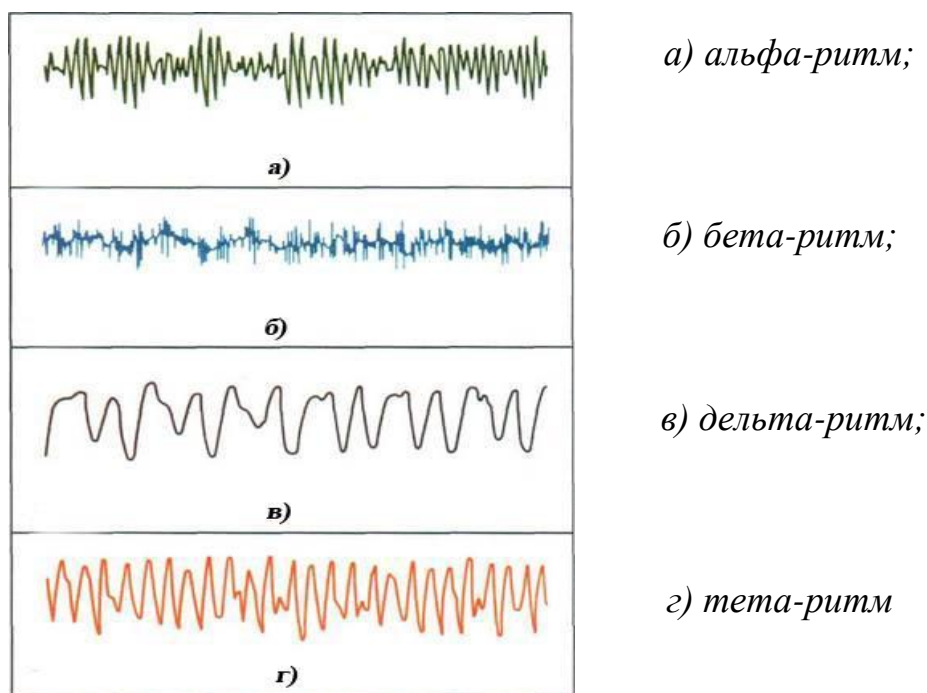 а) альфа-ритм;
а)
б) бета-ритм;
б)
в) дельта-ритм;
в)
г) тета-ритм
г)